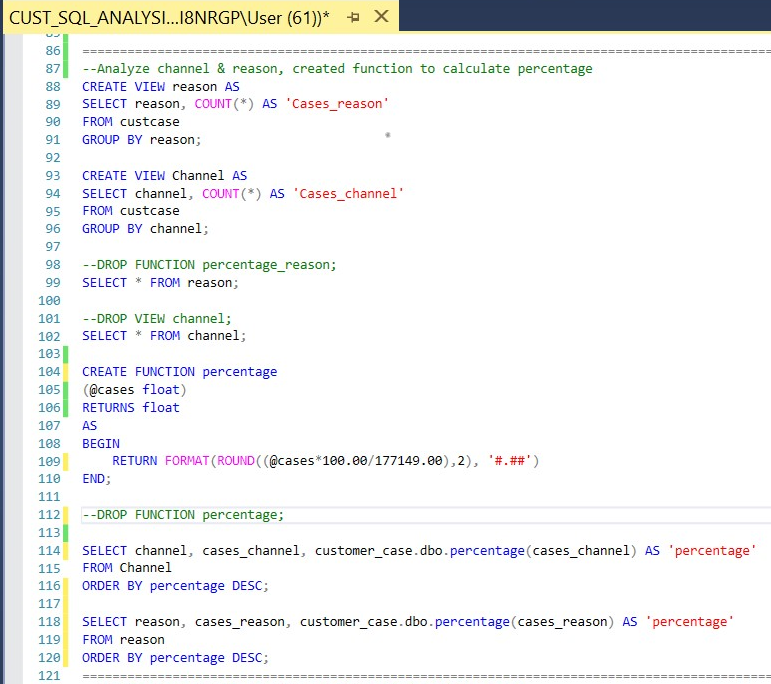 CUST_SQL_ANALYSI...I8NRGP\User (61))*
86 ================================================================================
87 --Analyze channel & reason, created function to calculate percentage
88 CREATE VIEW reason AS
89 SELECT reason, COUNT(*) AS 'Cases_reason'
90 FROM custcase
91 GROUP BY reason;
92
93 CREATE VIEW Channel AS
94 SELECT channel, COUNT(*) AS 'Cases_channel'
95 FROM custcase
96 GROUP BY channel;
97
98 --DROP FUNCTION percentage_reason;
99 SELECT * FROM reason;
100
101 --DROP VIEW channel;
102 SELECT * FROM channel;
103
104 CREATE FUNCTION percentage
105 (@cases float)
106 RETURNS float
107 AS
108 BEGIN
109 RETURN FORMAT(ROUND((@cases*100.00/177149.00),2), '#.##')
110 END;
111
112 --DROP FUNCTION percentage;
113
114 SELECT channel, cases_channel, customer_case.dbo.percentage(cases_channel) AS 'percentage'
115 FROM Channel
116 ORDER BY percentage DESC;
117
118 SELECT reason, cases_reason, customer_case.dbo.percentage(cases_reason) AS 'percentage'
119 FROM reason
120 ORDER BY percentage DESC;
121 ================================================================================